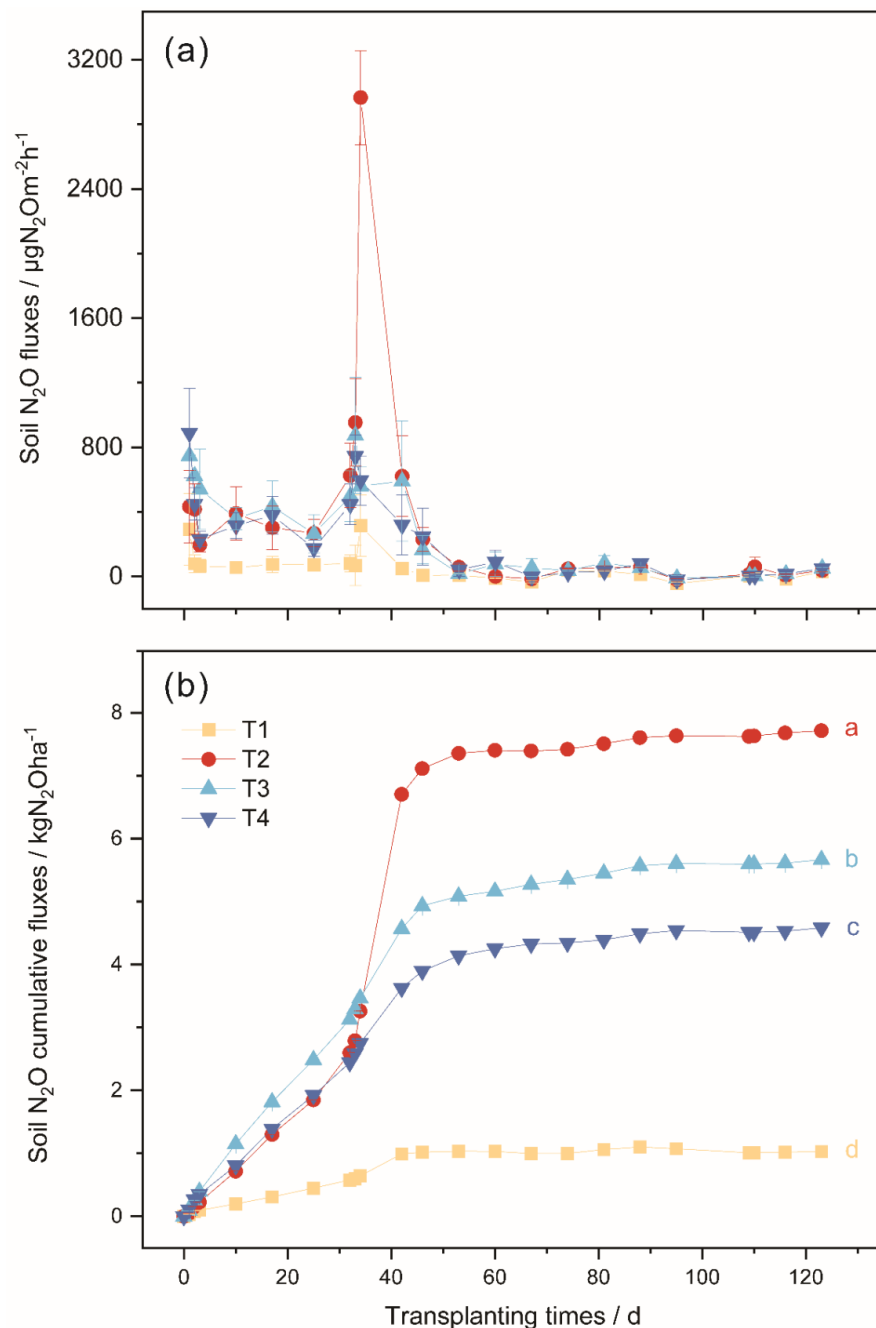 (a)
3200
2400
1600
800
0
Soil N₂O fluxes / μgN₂Om⁻²h⁻¹
(b)
8
6
4
2
0
Soil N₂O cumulative fluxes / kgN₂Oha⁻¹
T1
T2
T3
T4
a
b
c
d
0 20 40 60 80 100 120
Transplanting times / d